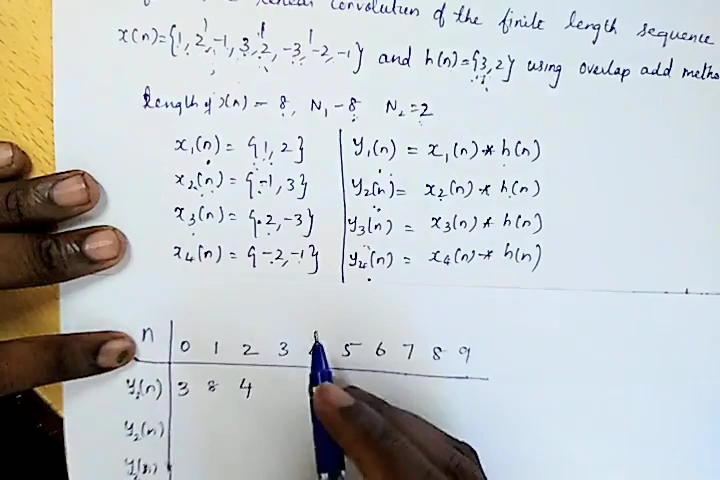 linear convolution of the finite length sequence
x(n)={1, 2, -1, 3, 2, -3, -2, -1} and h(n)={3, 2} using overlap add
Length of x(n) - 8, N₁ - 8 N₂ = 2
x₁(n) = {1, 2} y₁(n) = x₁(n) * h(n)
x₂(n) = {-1, 3} y₂(n) = x₂(n) * h(n)
x₃(n) = {2, -3} y₃(n) = x₃(n) * h(n)
x₄(n) = {-2, -1} y₄(n) = x₄(n) * h(n)
n 0 1 2 3 5 6 7 8 9
y₁(n) 3 8 4
y₂(n)
y₃(n)